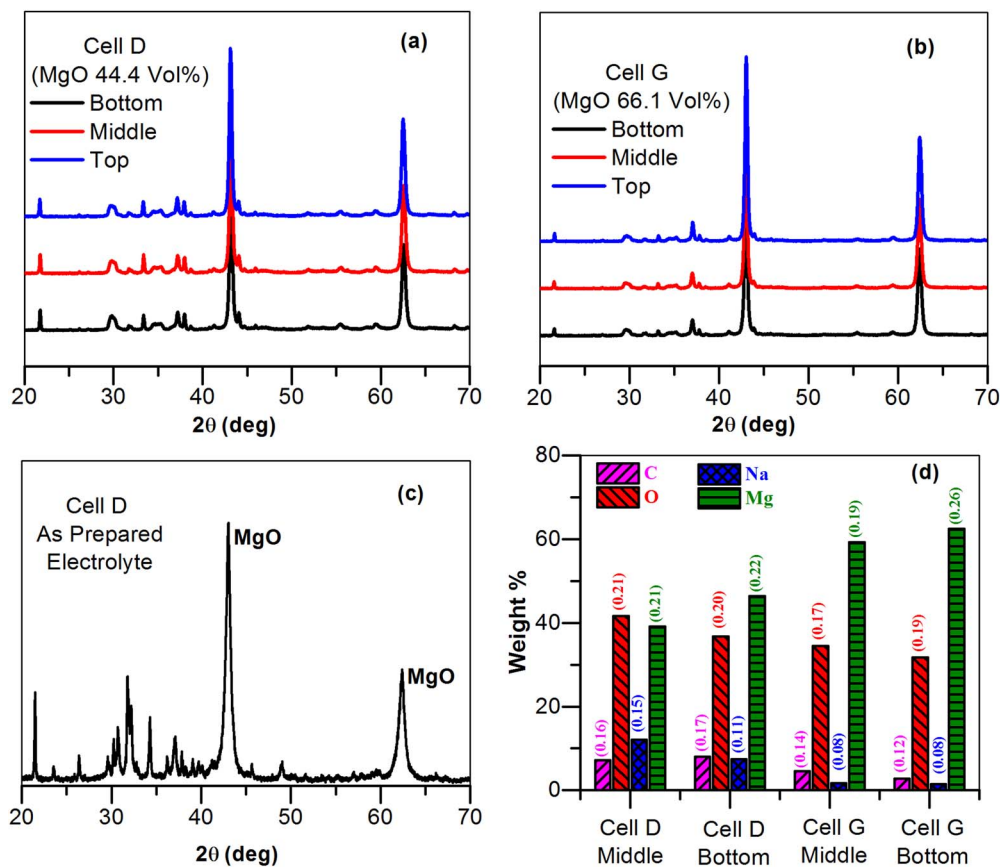 (a)
Cell D
(MgO 44.4 Vol%)
Bottom
Middle
Top
20 30 40 50 60 70
2θ (deg)
(b)
Cell G
(MgO 66.1 Vol%)
Bottom
Middle
Top
20 30 40 50 60 70
2θ (deg)
(c)
Cell D
As Prepared
Electrolyte
MgO
MgO
20 30 40 50 60 70
2θ (deg)
(d)
C
O
Na
Mg
Weight %
80
60
40
20
0
(0.16) (0.21) (0.15) (0.21)
(0.17) (0.20) (0.11) (0.22)
(0.14) (0.17) (0.08) (0.19)
(0.12) (0.19) (0.08) (0.26)
Cell D
Middle
Cell D
Bottom
Cell G
Middle
Cell G
Bottom